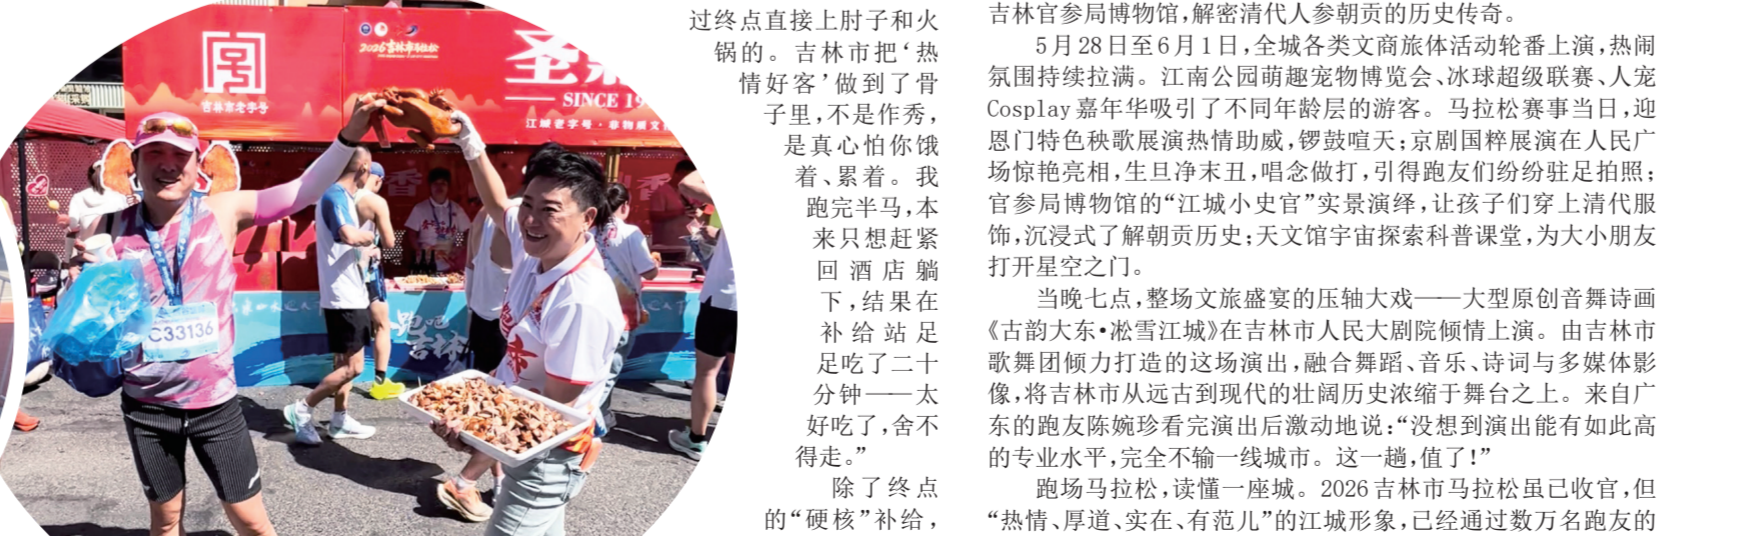 吉林市老字号
2026吉林市马拉松
SINCE 19
江城老字号·非物质文
跑吧
吉林
C33136
过终点直接上肘子和火
锅的。吉林市把‘热
情好客’做到了骨
子里,不是作秀,
是真心怕你饿
着、累着。我
跑完半马,本
来只想赶紧
回酒店躺
下,结果在
补给站足
足吃了二十
分钟——太
好吃了,舍不
得走。”
除了终点
的“硬核”补给,
吉林官参局博物馆,解密清代人参朝贡的历史传奇。
5月28日至6月1日,全城各类文商旅体活动轮番上演,热闹
氛围持续拉满。江南公园萌趣宠物博览会、冰球超级联赛、人宠
Cosplay嘉年华吸引了不同年龄层的游客。马拉松赛事当日,迎
恩门特色秧歌展演热情助威,锣鼓喧天;京剧国粹展演在人民广
场惊艳亮相,生旦净末丑,唱念做打,引得跑友们纷纷驻足拍照;
官参局博物馆的“江城小史官”实景演绎,让孩子们穿上清代服
饰,沉浸式了解朝贡历史;天文馆宇宙探索科普课堂,为大小朋友
打开星空之门。
当晚七点,整场文旅盛宴的压轴大戏——大型原创音舞诗画
《古韵大东•凇雪江城》在吉林市人民大剧院倾情上演。由吉林市
歌舞团倾力打造的这场演出,融合舞蹈、音乐、诗词与多媒体影
像,将吉林市从远古到现代的壮阔历史浓缩于舞台之上。来自广
东的跑友陈婉珍看完演出后激动地说:“没想到演出能有如此高
的专业水平,完全不输一线城市。这一趟,值了!”
跑场马拉松,读懂一座城。2026吉林市马拉松虽已收官,但
“热情、厚道、实在、有范儿”的江城形象,已经通过数万名跑友的